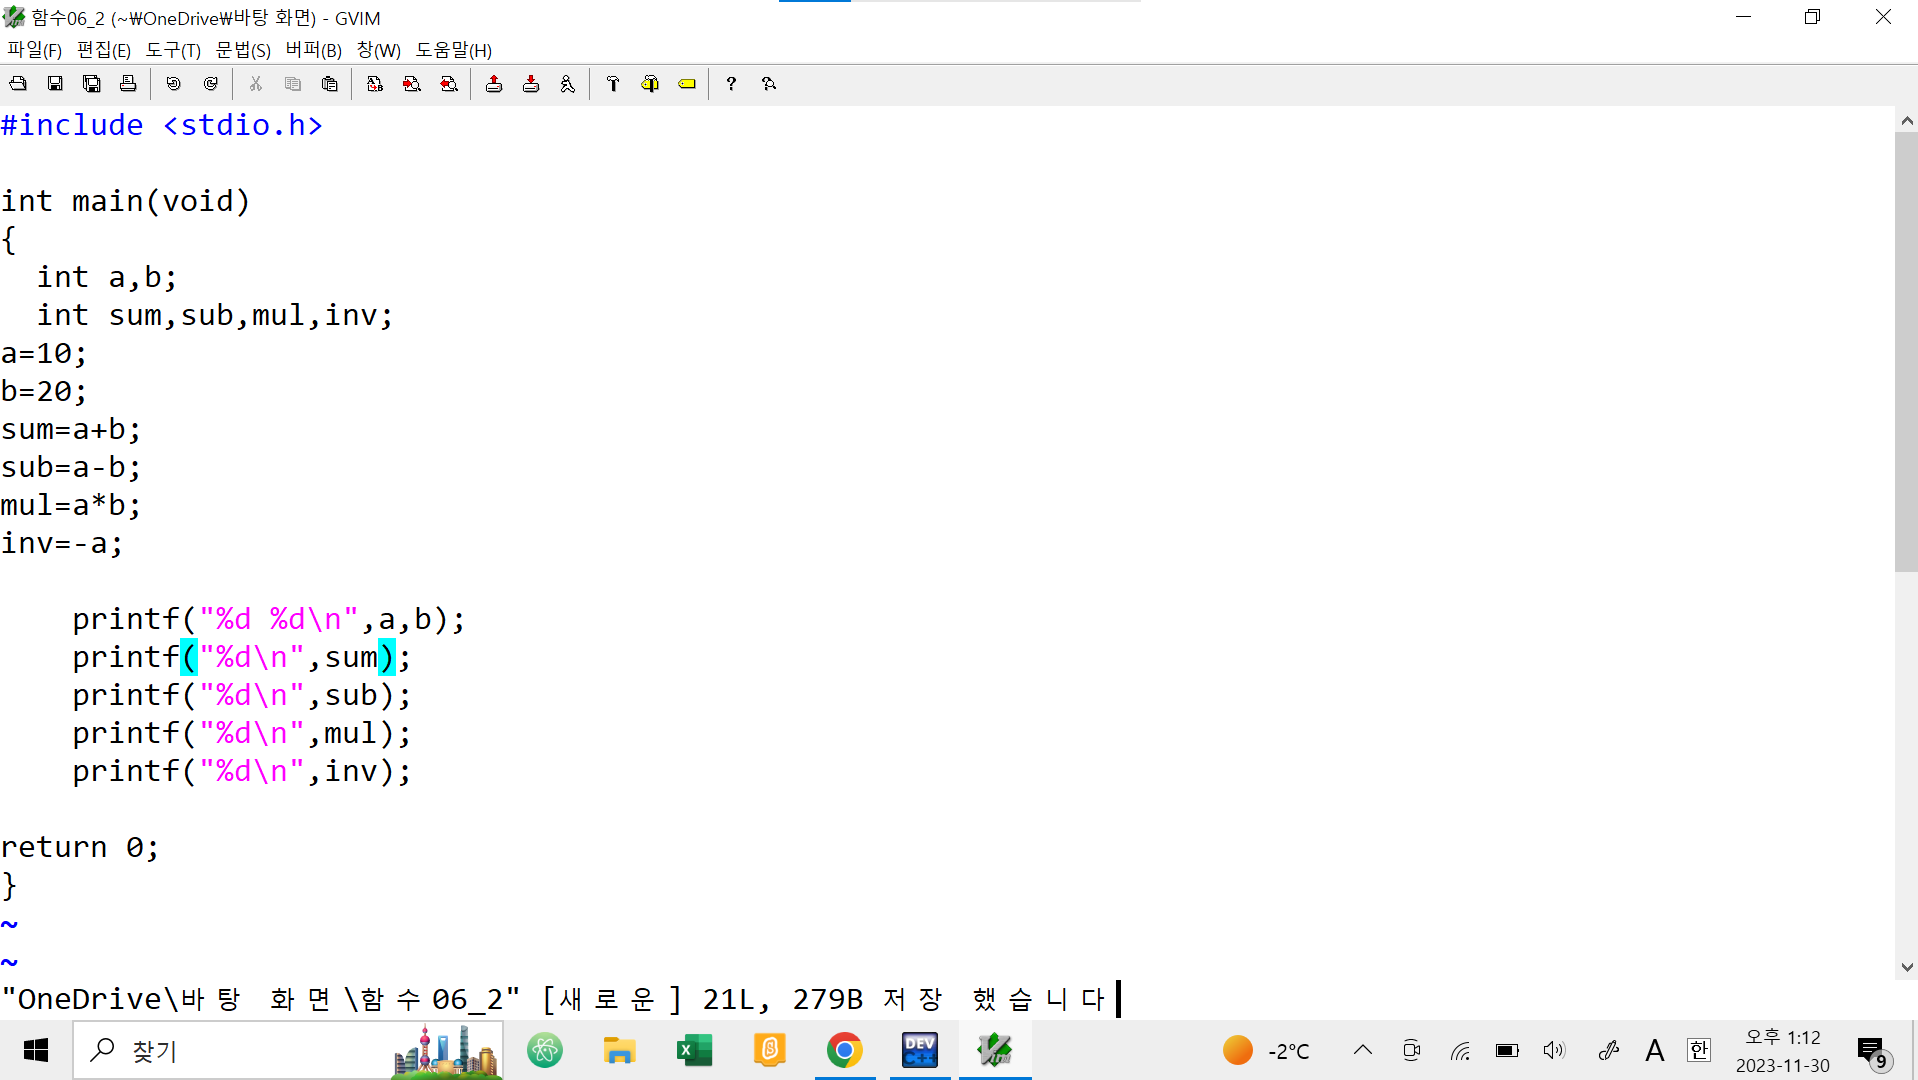 함수06_2 (~₩OneDrive₩바탕 화면) - GVIM
파일(F) 편집(E) 도구(T) 문법(S) 버퍼(B) 창(W) 도움말(H)
#include <stdio.h>
int main(void)
{
  int a,b;
  int sum,sub,mul,inv;
a=10;
b=20;
sum=a+b;
sub=a-b;
mul=a*b;
inv=-a;
    printf("%d %d\n",a,b);
    printf("%d\n",sum);
    printf("%d\n",sub);
    printf("%d\n",mul);
    printf("%d\n",inv);
return 0;
}
~
~
"OneDrive\바탕 화면\함수06_2" [새로운] 21L, 279B 저장 했습니다
찾기
DEV C++
-2°C
A
한
오후 1:12
2023-11-30
9